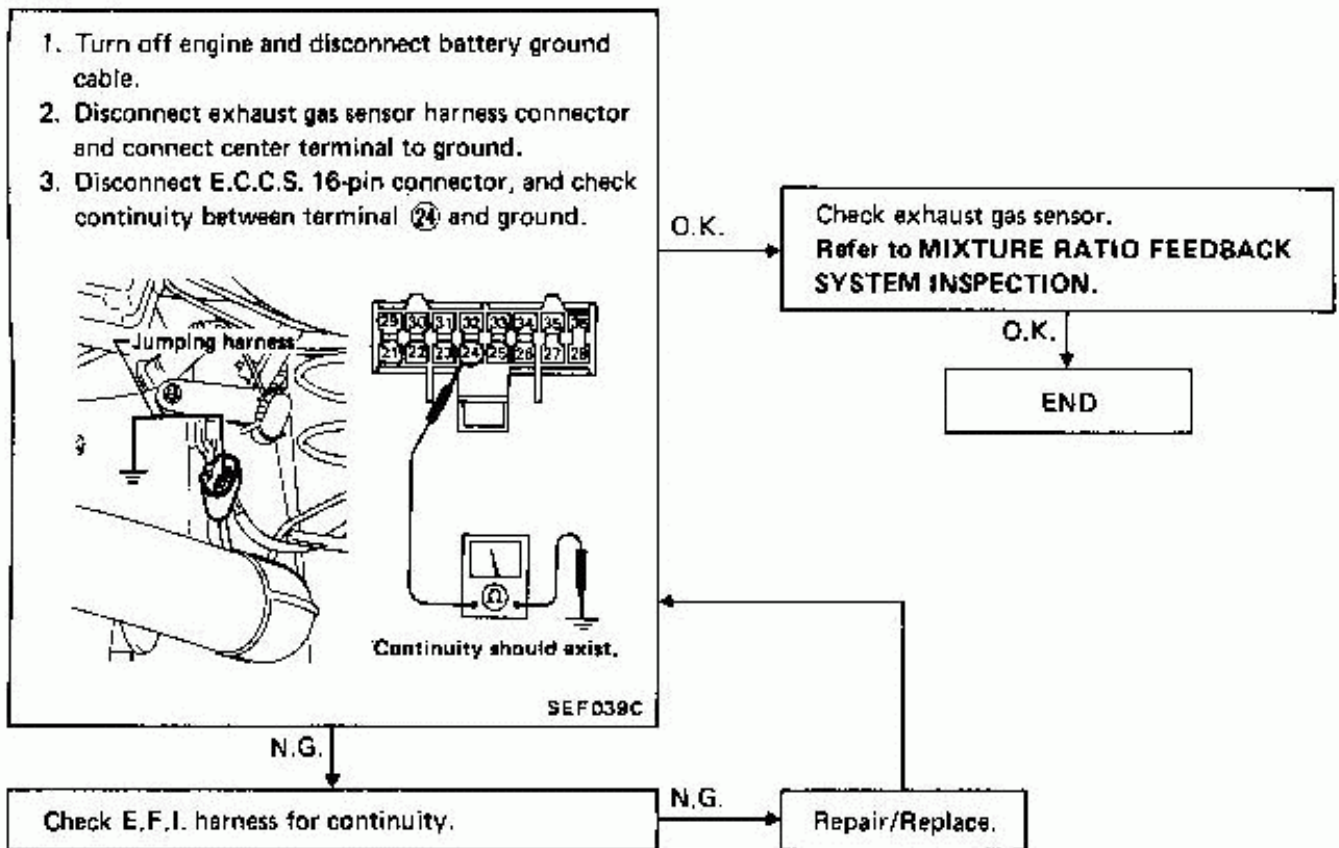 1. Turn off engine and disconnect battery ground
cable.
2. Disconnect exhaust gas sensor harness connector
and connect center terminal to ground.
3. Disconnect E.C.C.S. 16-pin connector, and check
continuity between terminal 24 and ground.
Jumping harness
29 30 31 32 33 34 35 36
21 22 23 24 25 26 27 28
Ω
Continuity should exist.
SEF039C
O.K.
Check exhaust gas sensor.
Refer to MIXTURE RATIO FEEDBACK
SYSTEM INSPECTION.
O.K.
END
N.G.
Check E.F.I. harness for continuity.
N.G.
Repair/Replace.